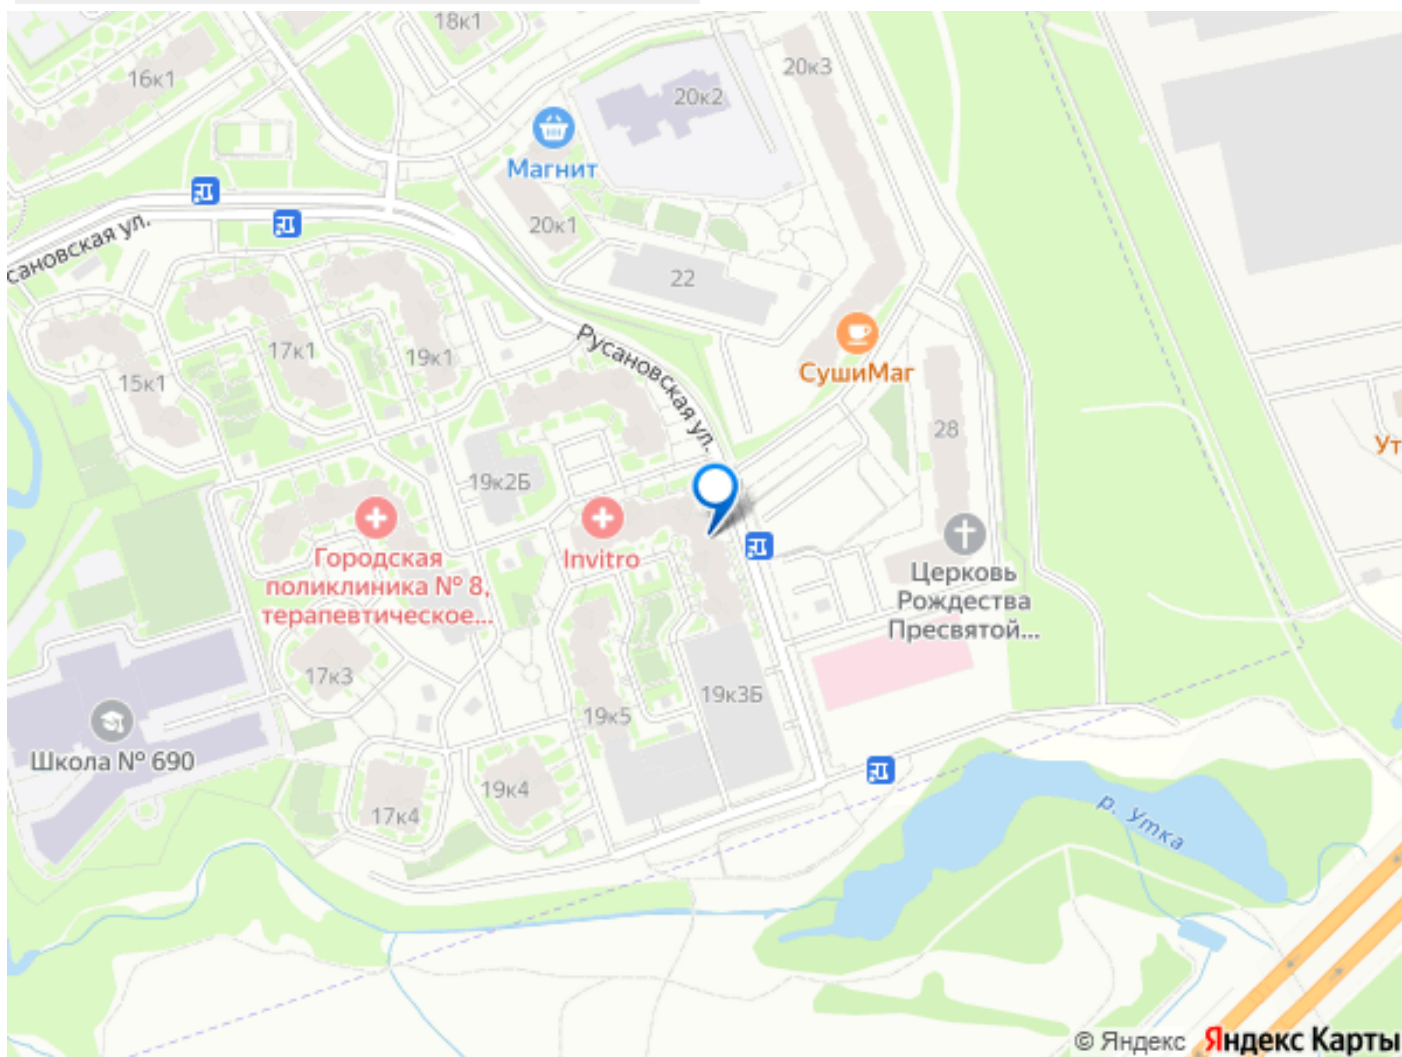 18к1
16к1
20к3
20к2
Магнит
20к1
сановская ул.
22
17к1
19к1
15к1
Русановская ул.
СушиМаг
28
Ут
19к2Б
Городская
поликлиника № 8,
терапевтическое...
Invitro
Церковь
Рождества
Пресвятой...
17к3
19к3Б
19к5
Школа № 690
19к4
17к4
р. Утка
© Яндекс Яндекс Карты